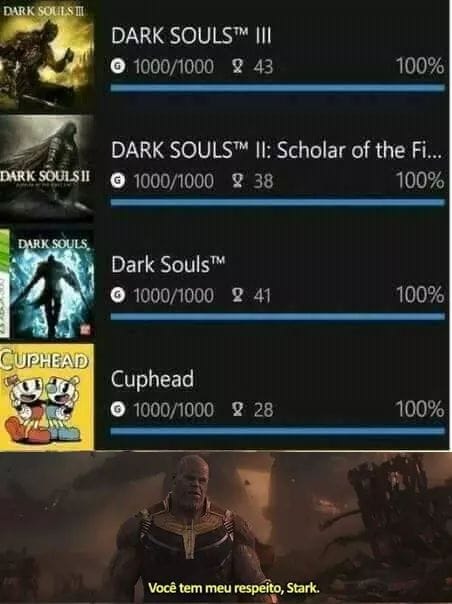 DARK SOULS III
DARK SOULS™ III
G 1000/1000 43 100%
DARK SOULS II
DARK SOULS™ II: Scholar of the Fi...
G 1000/1000 38 100%
DARK SOULS
Dark Souls™
G 1000/1000 41 100%
CUPHEAD
Cuphead
G 1000/1000 28 100%
Você tem meu respeito, Stark.